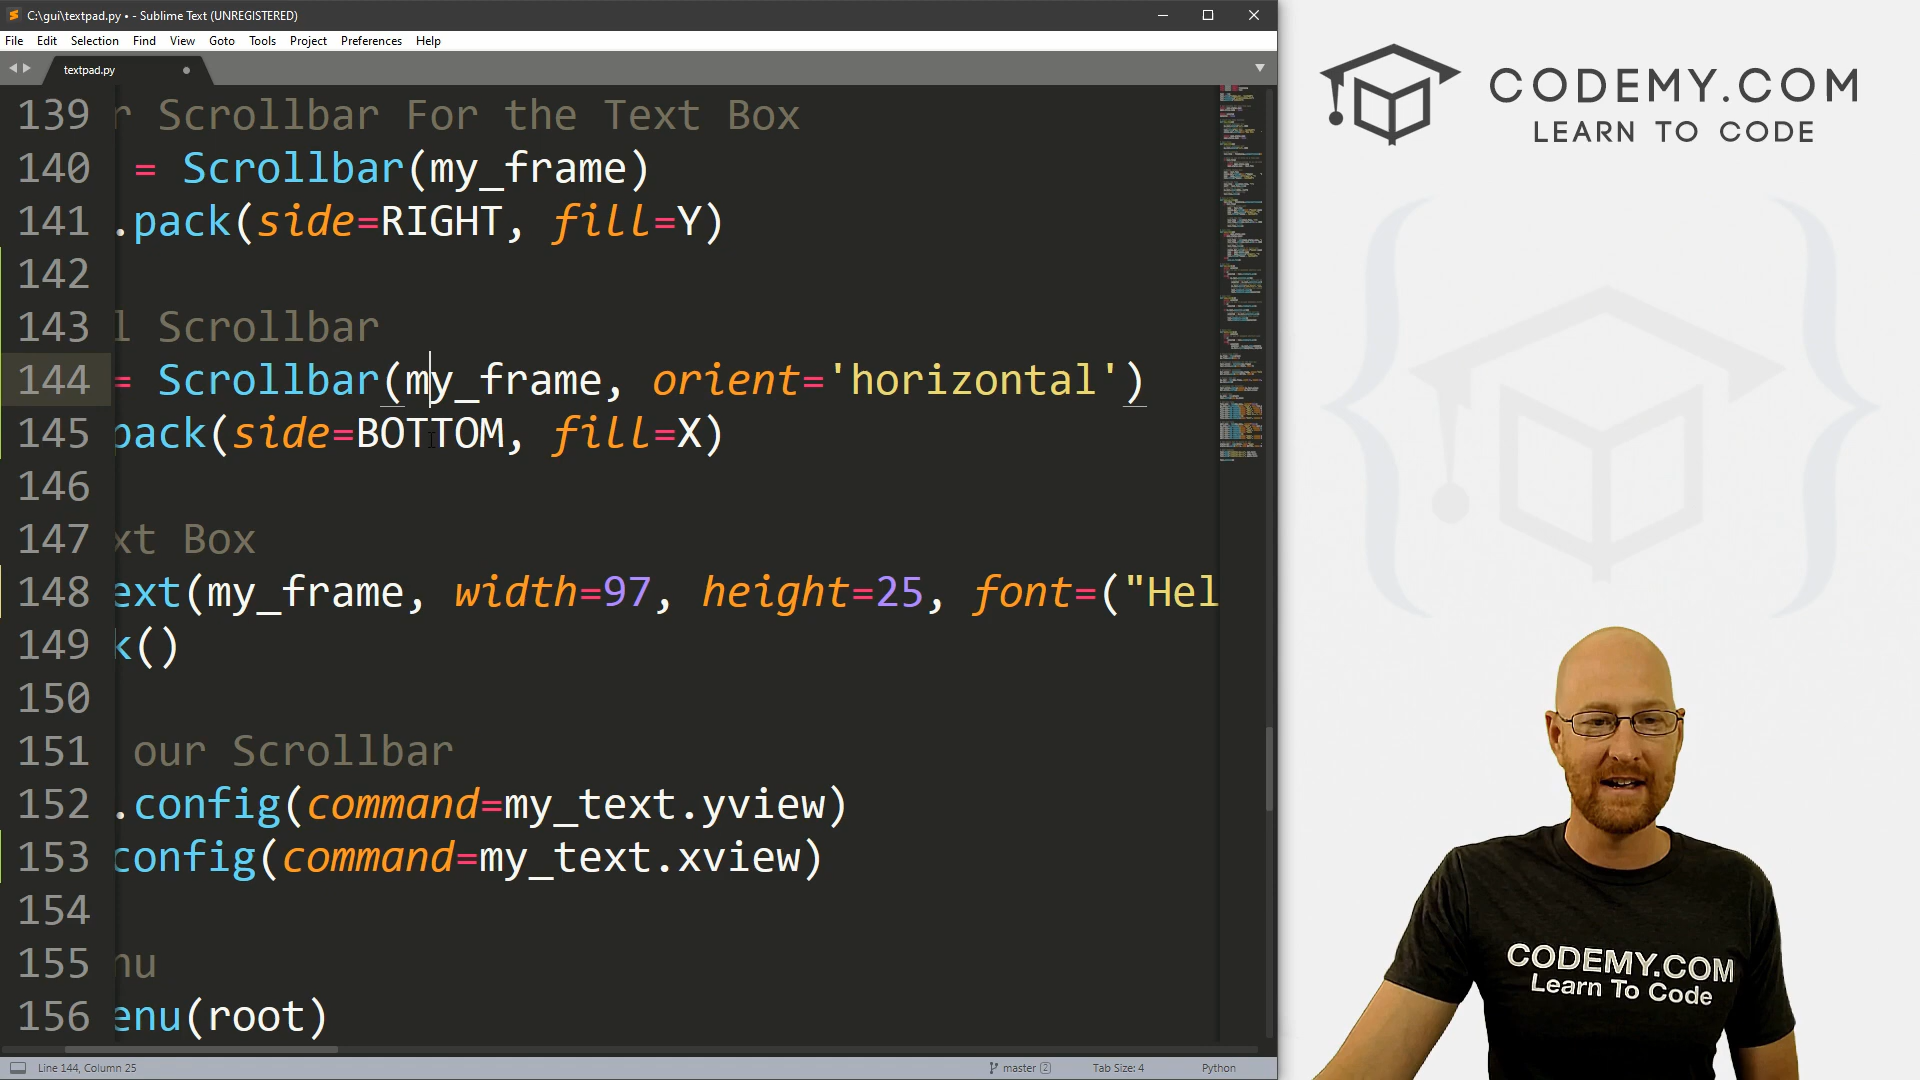 C:\gui\textpad.py • - Sublime Text (UNREGISTERED)
File Edit Selection Find View Goto Tools Project Preferences Help
textpad.py
139 r Scrollbar For the Text Box
140 = Scrollbar(my_frame)
141 .pack(side=RIGHT, fill=Y)
142
143 l Scrollbar
144 = Scrollbar(my_frame, orient='horizontal')
145 pack(side=BOTTOM, fill=X)
146
147 xt Box
148 ext(my_frame, width=97, height=25, font=("Hel
149 k()
150
151 our Scrollbar
152 .config(command=my_text.yview)
153 config(command=my_text.xview)
154
155 nu
156 enu(root)
Line 144, Column 25
master 2
Tab Size: 4
Python
CODEMY.COM
LEARN TO CODE
CODEMY.COM
Learn To Code